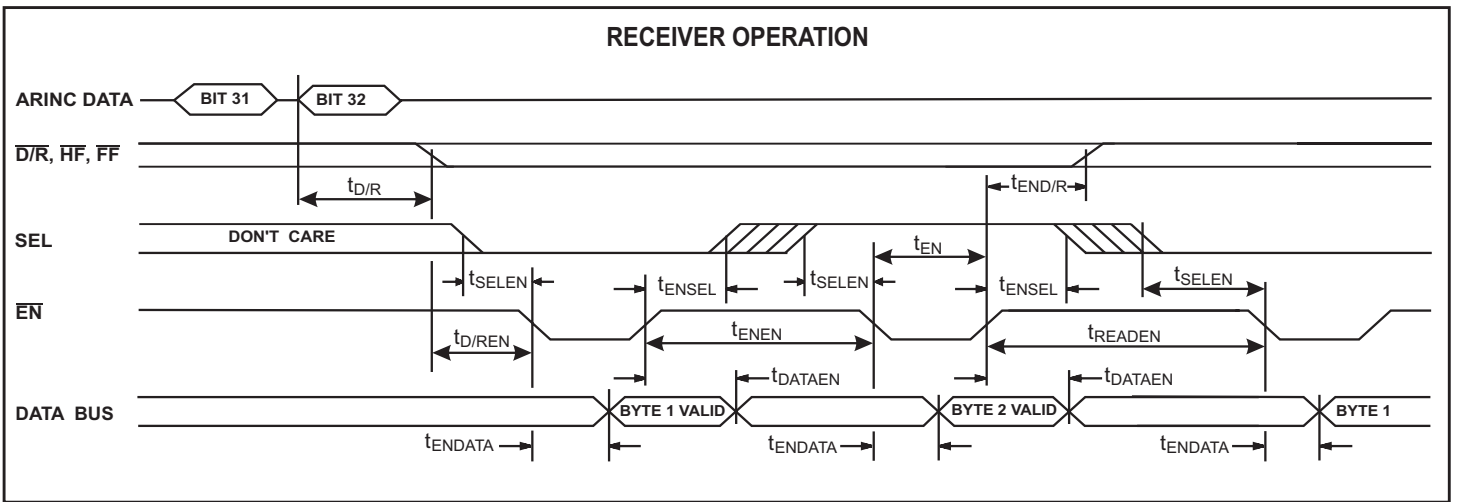 RECEIVER OPERATION
ARINC DATA
BIT 31
BIT 32
D/R, HF, FF
tD/R
tEND/R
SEL
DON'T CARE
tSELEN
tENSEL
tSELEN
tEN
tENSEL
tSELEN
EN
tD/REN
tENEN
tREADEN
tDATAEN
tDATAEN
DATA BUS
BYTE 1 VALID
BYTE 2 VALID
BYTE 1
tENDATA
tENDATA
tENDATA